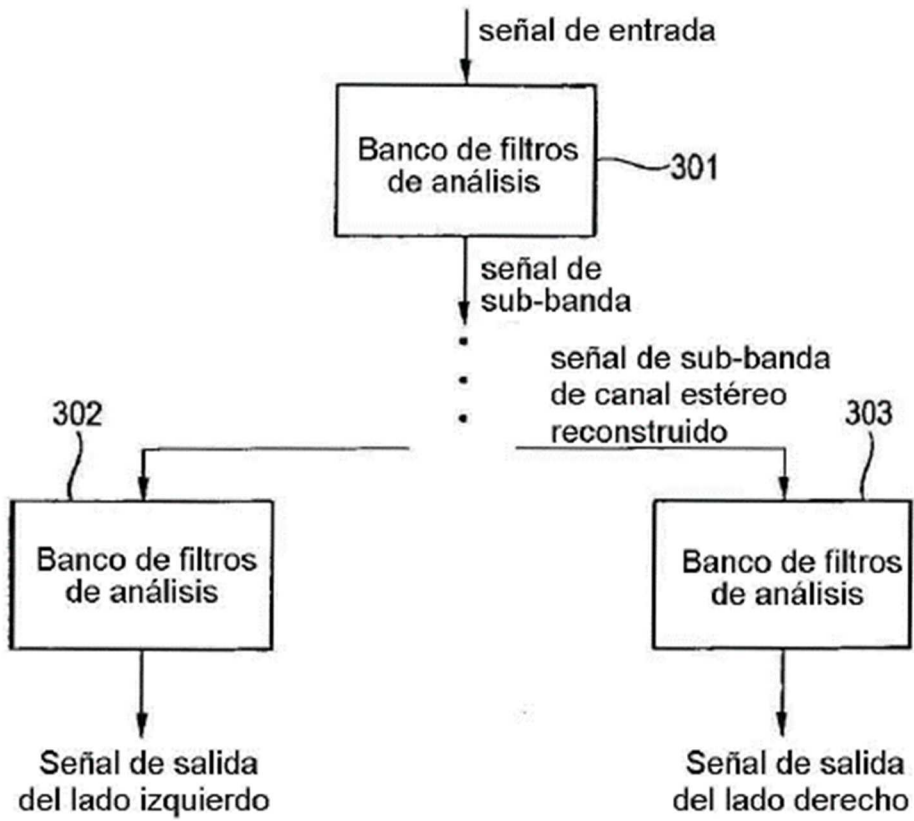 señal de entrada
Banco de filtros
de análisis
301
señal de
sub-banda
señal de sub-banda
de canal estéreo
reconstruido
302
303
Banco de filtros
de análisis
Banco de filtros
de análisis
Señal de salida
del lado izquierdo
Señal de salida
del lado derecho